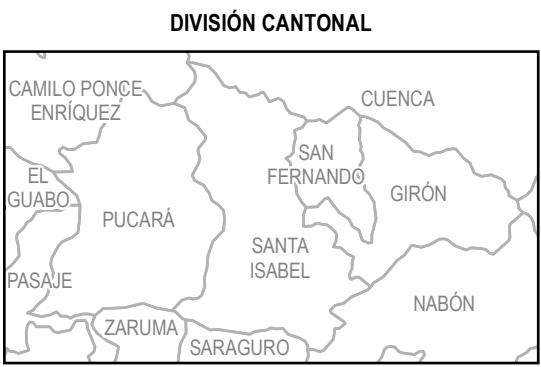 DIVISIÓN CANTONAL
CAMILO PONCE
ENRÍQUEZ
CUENCA
SAN
FERNANDO
EL
GUABO
GIRÓN
PUCARÁ
SANTA
ISABEL
PASAJE
NABÓN
ZARUMA
SARAGURO